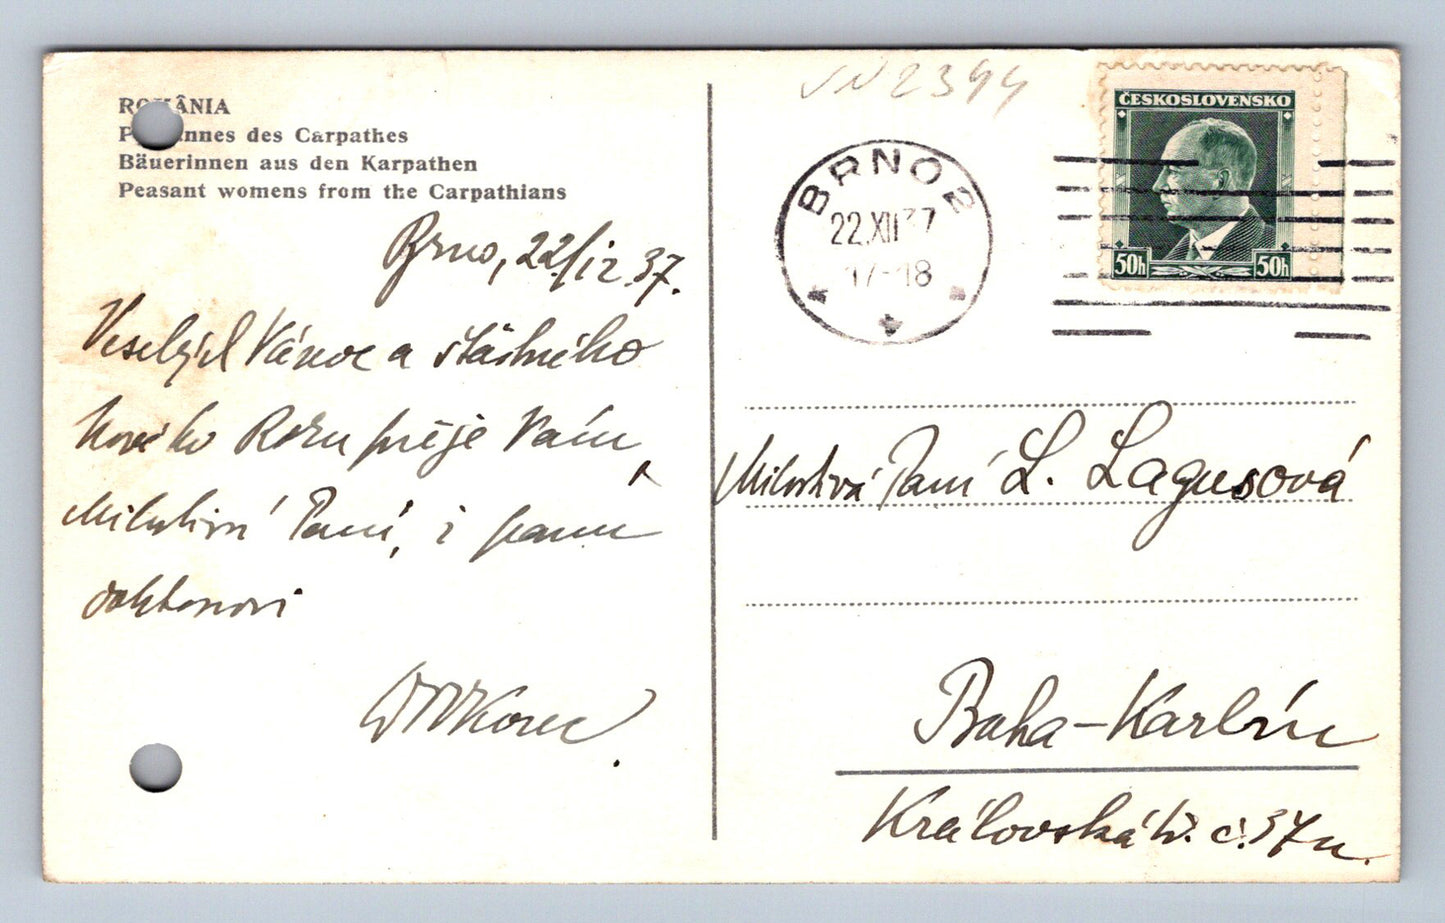 ROMÂNIA
des Carpathes
Bäuerinnen aus den Karpathen
Peasant womens from the Carpathians
Brno, 22/12.37.
Veselých Vánoc a šťastného
Nového Roku přeje Vám,
Milostivá Paní, i panu
doktorovi
2394
BRNO 2
22.XII 37
17-18
ČESKOSLOVENSKO
50h 50h
Milostivá Paní L. Lagusová
Praha-Karlín
Královská tř. č. 37